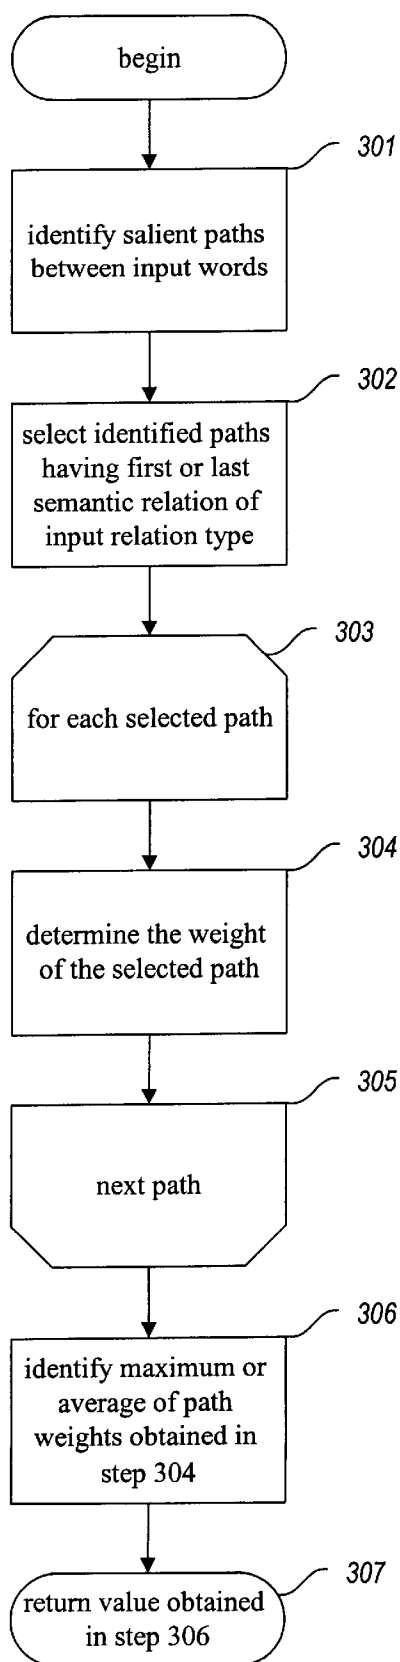 begin
301
identify salient paths
between input words
302
select identified paths
having first or last
semantic relation of
input relation type
303
for each selected path
304
determine the weight
of the selected path
305
next path
306
identify maximum or
average of path
weights obtained in
step 304
307
return value obtained
in step 306